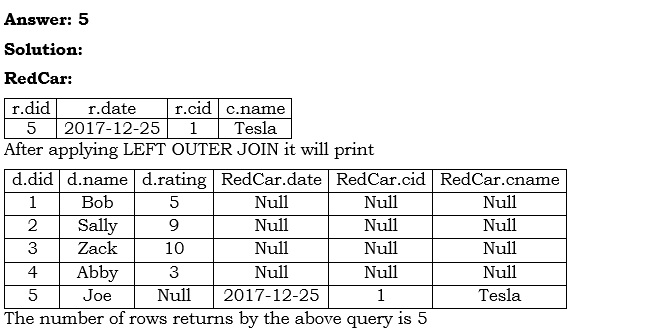 Answer: 5
Solution:
RedCar:
r.did r.date r.cid c.name
5 2017-12-25 1 Tesla
After applying LEFT OUTER JOIN it will print
d.did d.name d.rating RedCar.date RedCar.cid RedCar.cname
1 Bob 5 Null Null Null
2 Sally 9 Null Null Null
3 Zack 10 Null Null Null
4 Abby 3 Null Null Null
5 Joe Null 2017-12-25 1 Tesla
The number of rows returns by the above query is 5